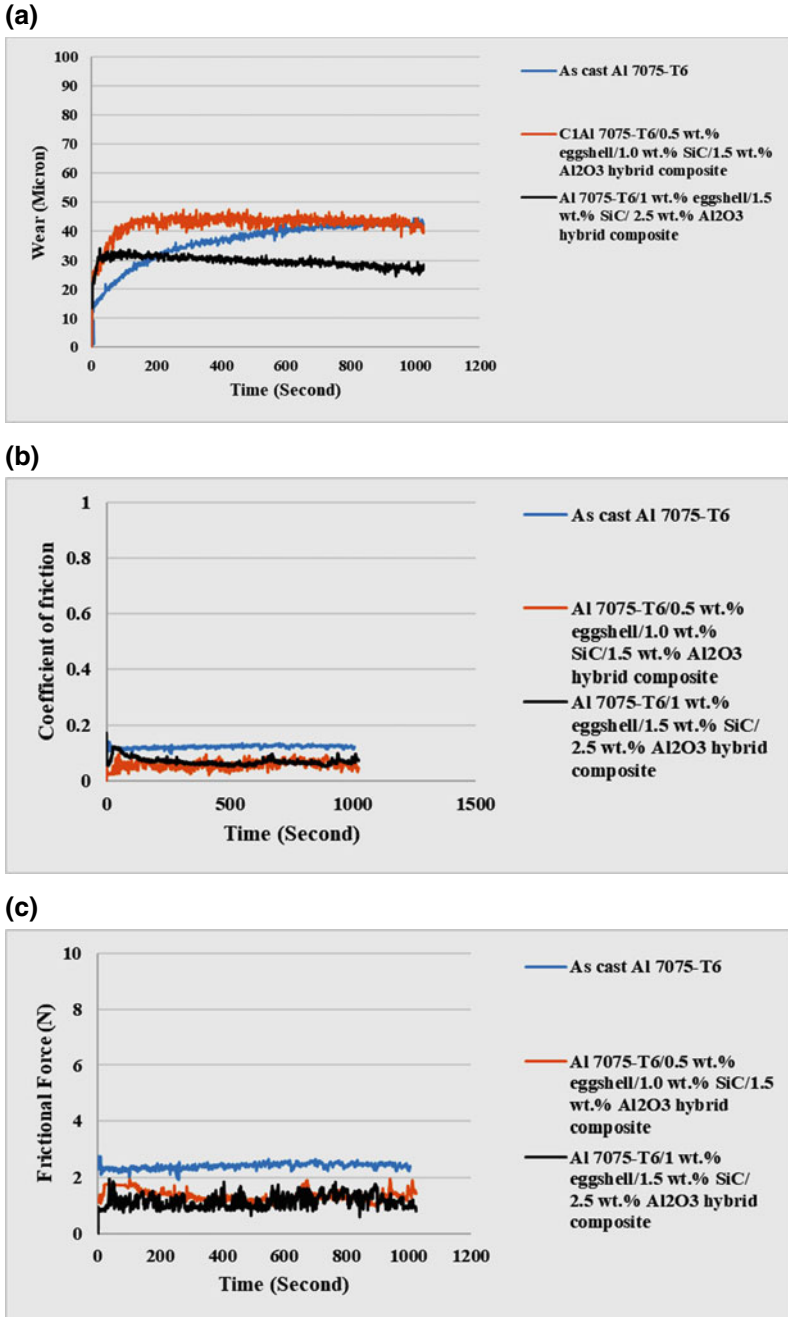 (a)
100
90
80
70
60
50
40
30
20
10
0
Wear (Micron)
0 200 400 600 800 1000 1200
Time (Second)
As cast Al 7075-T6
C1Al 7075-T6/0.5 wt.%
eggshell/1.0 wt.% SiC/1.5 wt.%
Al2O3 hybrid composite
Al 7075-T6/1 wt.% eggshell/1.5
wt.% SiC/ 2.5 wt.% Al2O3
hybrid composite
(b)
1
0.8
0.6
0.4
0.2
0
Coefficient of friction
0 500 1000 1500
Time (Second)
As cast Al 7075-T6
Al 7075-T6/0.5 wt.%
eggshell/1.0 wt.%
SiC/1.5 wt.% Al2O3
hybrid composite
Al 7075-T6/1 wt.%
eggshell/1.5 wt.% SiC/
2.5 wt.% Al2O3 hybrid
composite
(c)
10
8
6
4
2
0
Frictional Force (N)
0 200 400 600 800 1000 1200
Time (Second)
As cast Al 7075-T6
Al 7075-T6/0.5 wt.%
eggshell/1.0 wt.% SiC/1.5
wt.% Al2O3 hybrid
composite
Al 7075-T6/1 wt.%
eggshell/1.5 wt.% SiC/
2.5 wt.% Al2O3 hybrid
composite